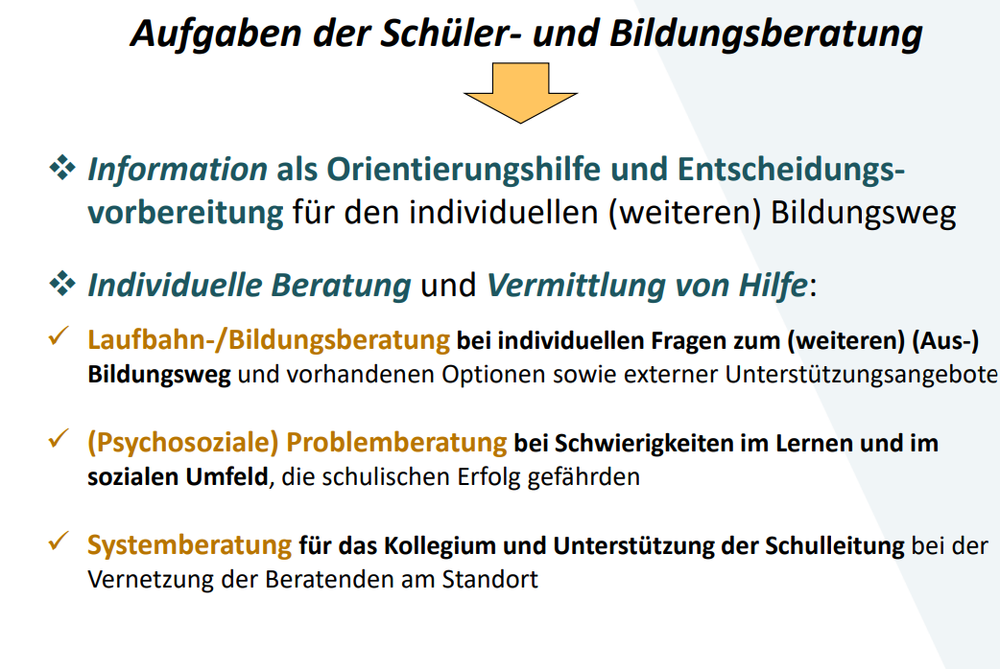 Aufgaben der Schüler- und Bildungsberatung
❖ Information als Orientierungshilfe und Entscheidungs-
vorbereitung für den individuellen (weiteren) Bildungsweg
❖ Individuelle Beratung und Vermittlung von Hilfe:
✓ Laufbahn-/Bildungsberatung bei individuellen Fragen zum (weiteren) (Aus-)
Bildungsweg und vorhandenen Optionen sowie externer Unterstützungsangebote
✓ (Psychosoziale) Problemberatung bei Schwierigkeiten im Lernen und im
sozialen Umfeld, die schulischen Erfolg gefährden
✓ Systemberatung für das Kollegium und Unterstützung der Schulleitung bei der
Vernetzung der Beratenden am Standort